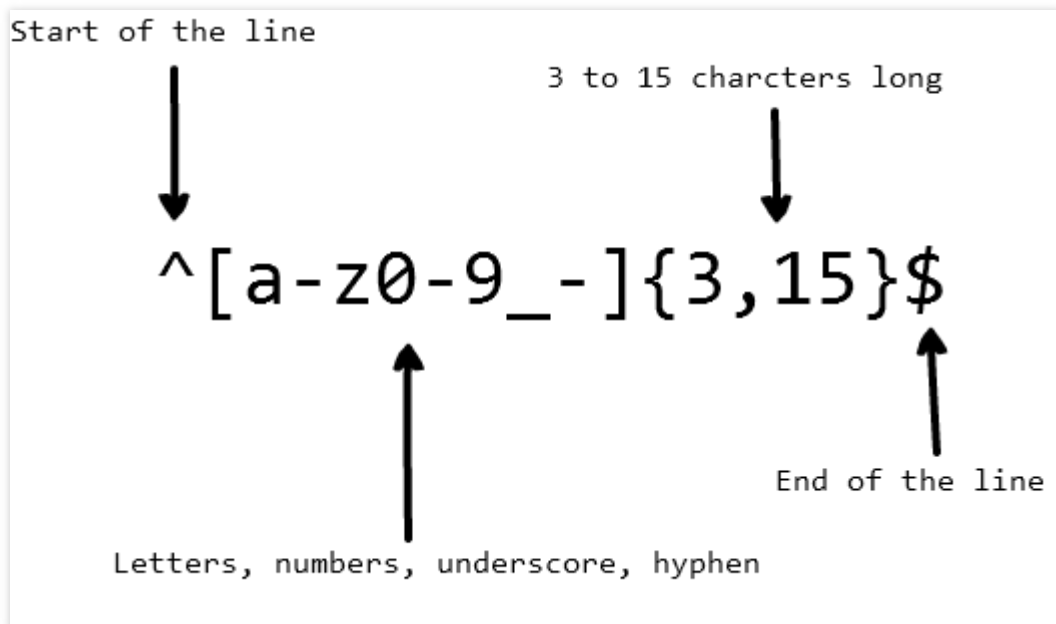 Start of the line
3 to 15 charcters long
^[a-z0-9_-]{3,15}$
End of the line
Letters, numbers, underscore, hyphen